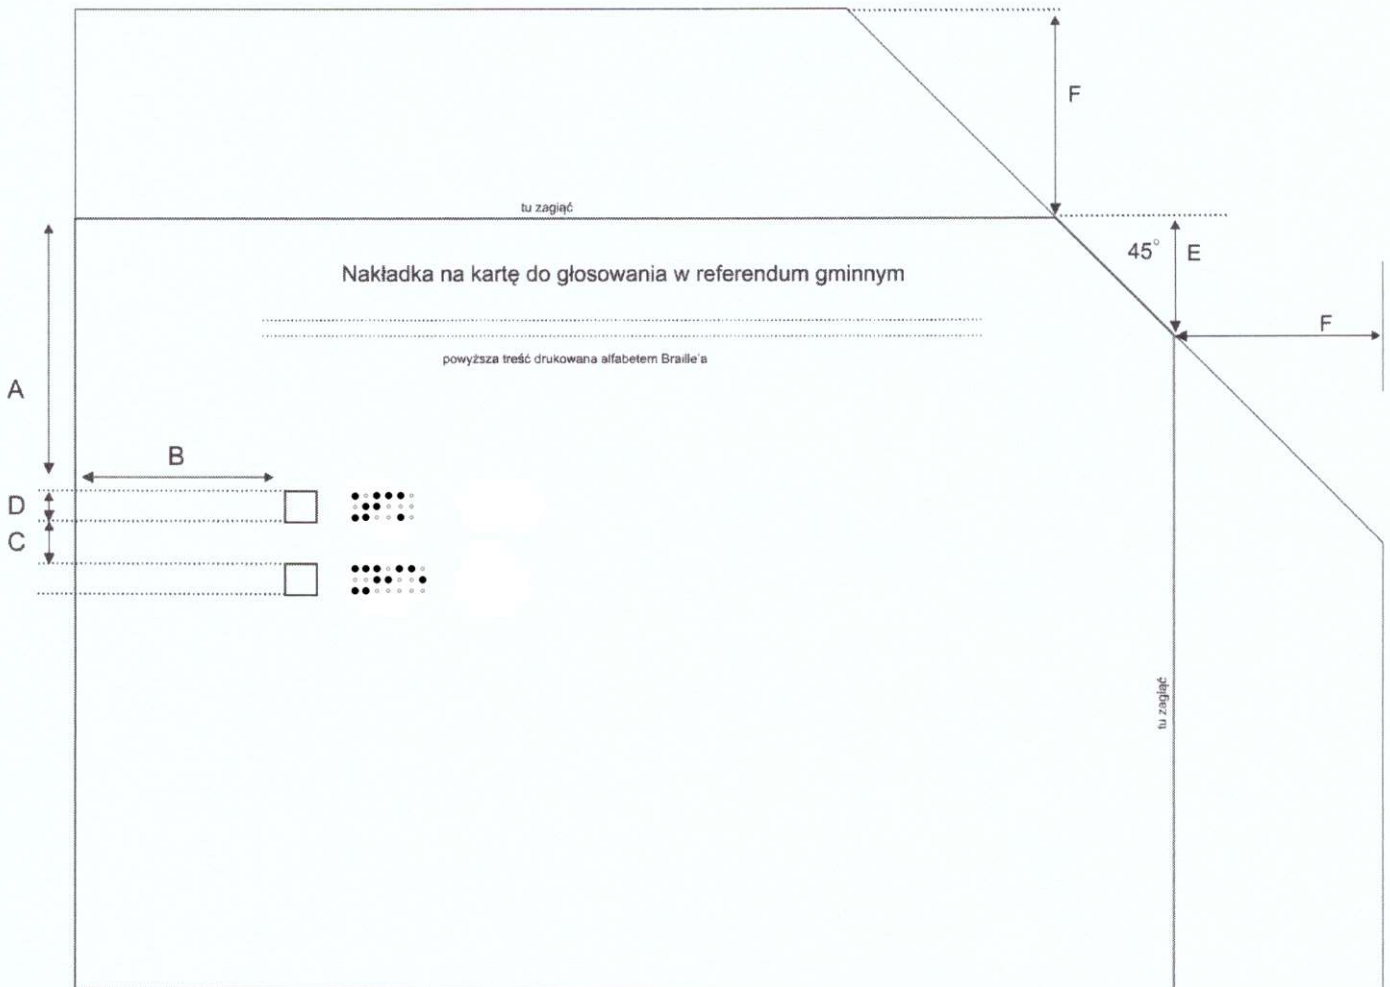 F
tu zagiąć
45° E
Nakładka na kartę do głosowania w referendum gminnym
F
powyższa treść drukowana alfabetem Braille'a
A
B
D
C
tu zagiąć